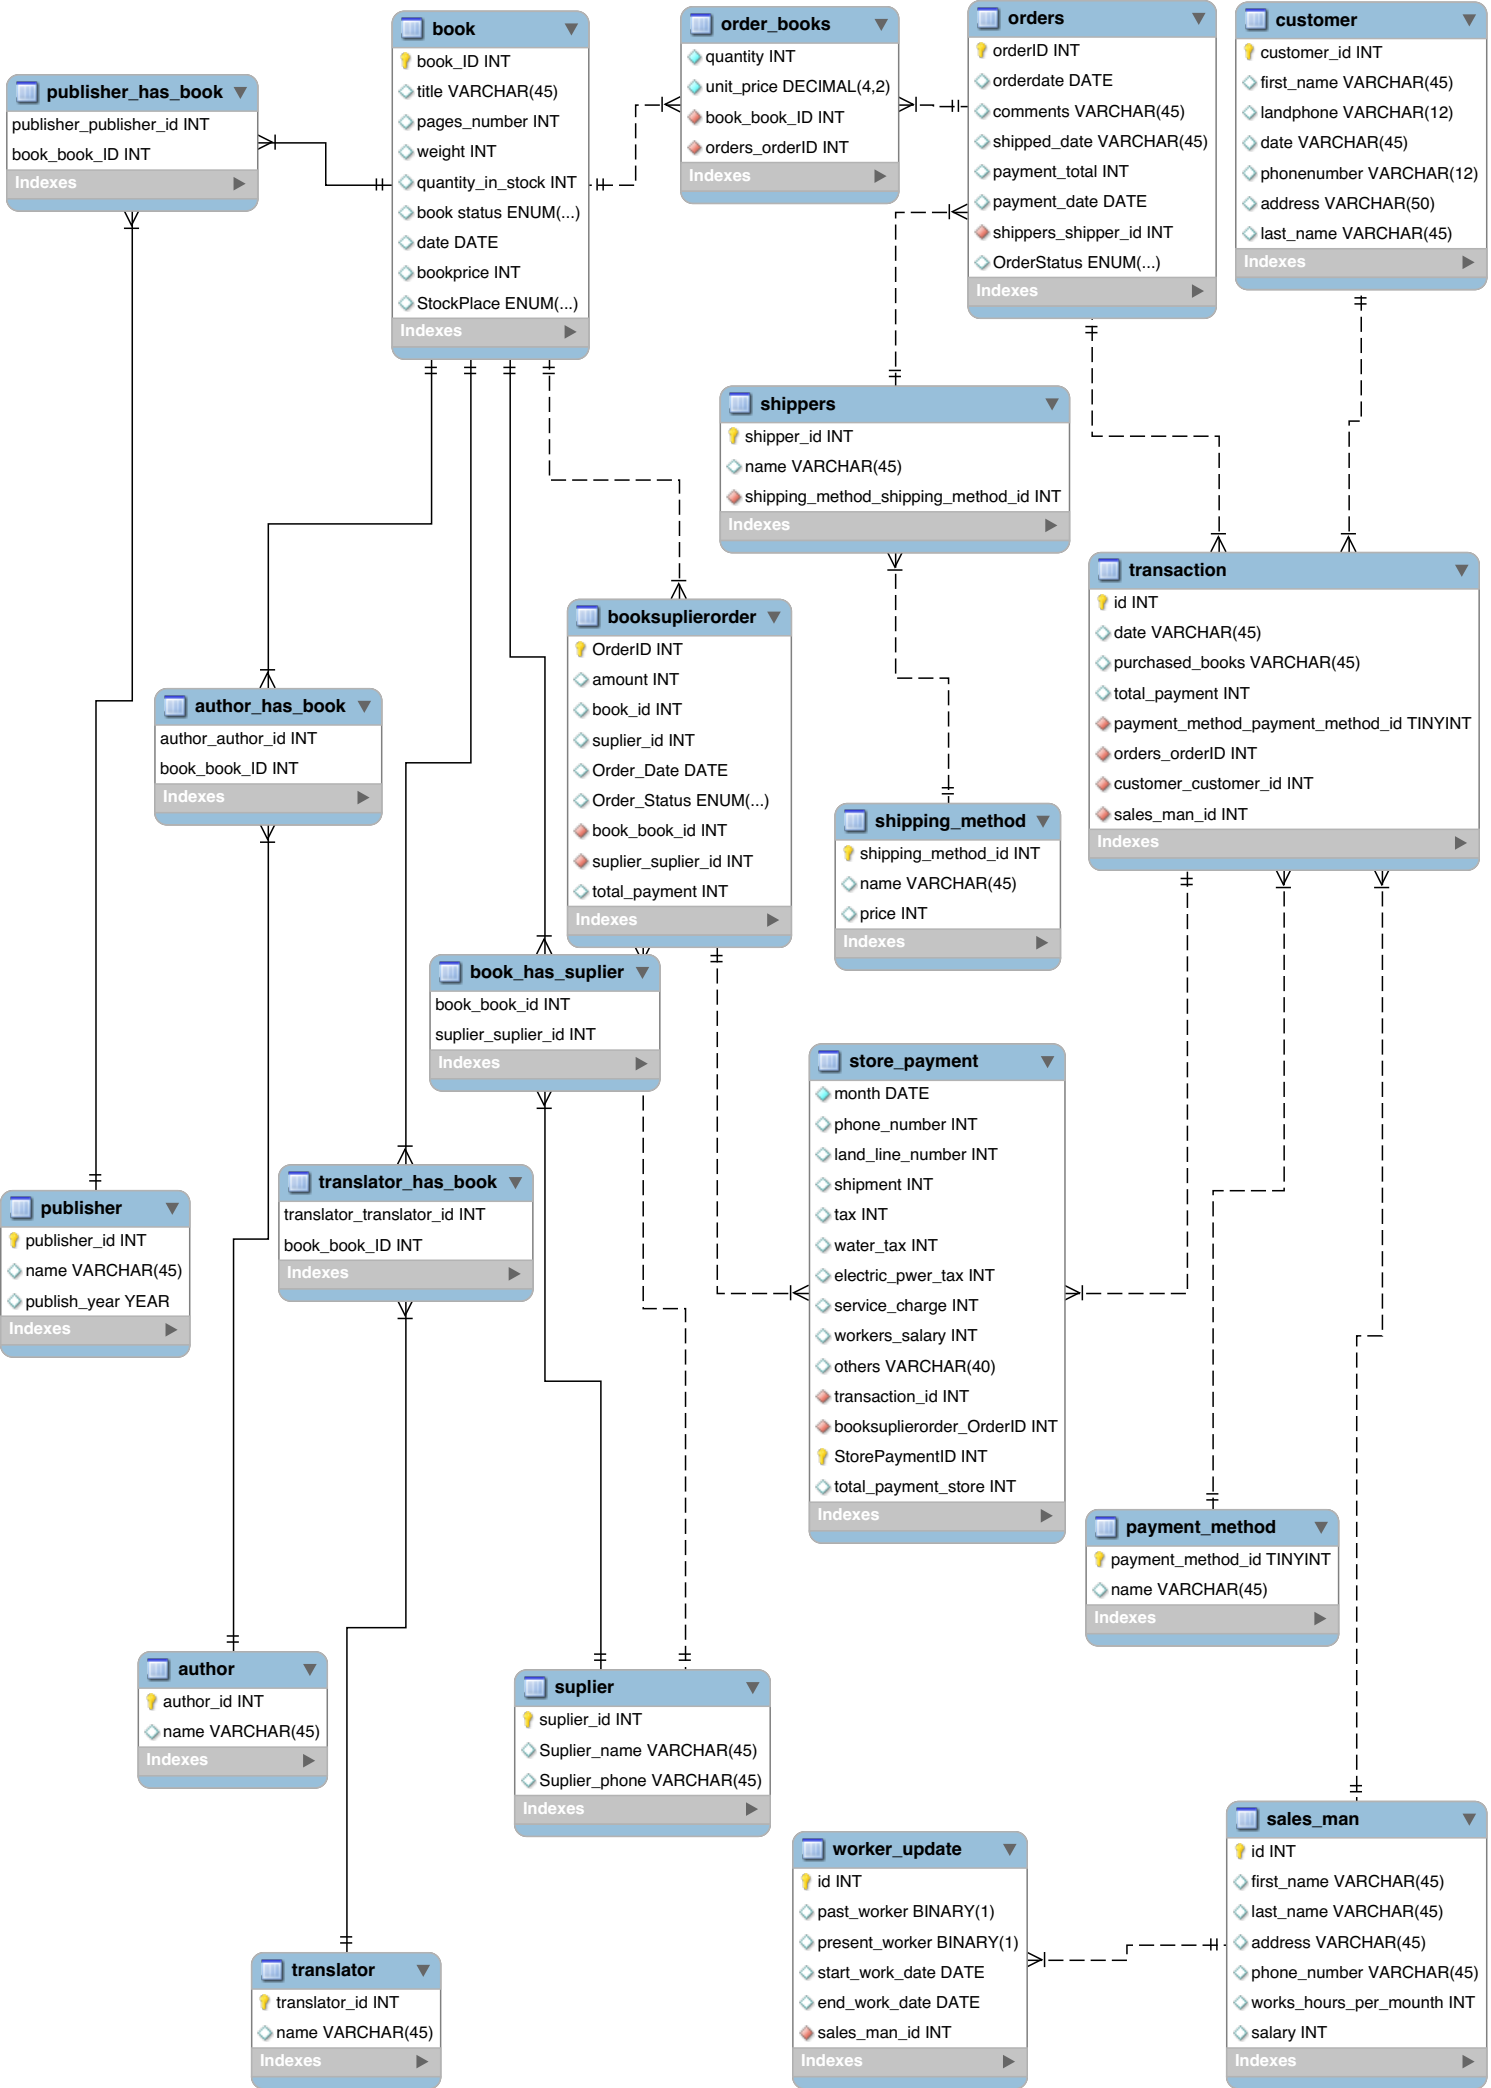 book
book_ID INT
title VARCHAR(45)
pages_number INT
weight INT
quantity_in_stock INT
book status ENUM(...)
date DATE
bookprice INT
StockPlace ENUM(...)
Indexes
order_books
quantity INT
unit_price DECIMAL(4,2)
book_book_ID INT
orders_orderID INT
Indexes
orders
orderID INT
orderdate DATE
comments VARCHAR(45)
shipped_date VARCHAR(45)
payment_total INT
payment_date DATE
shippers_shipper_id INT
OrderStatus ENUM(...)
Indexes
customer
customer_id INT
first_name VARCHAR(45)
landphone VARCHAR(12)
date VARCHAR(45)
phonenumber VARCHAR(12)
address VARCHAR(50)
last_name VARCHAR(45)
Indexes
publisher_has_book
publisher_publisher_id INT
book_book_ID INT
Indexes
shippers
shipper_id INT
name VARCHAR(45)
shipping_method_shipping_method_id INT
Indexes
transaction
id INT
date VARCHAR(45)
purchased_books VARCHAR(45)
total_payment INT
payment_method_payment_method_id TINYINT
orders_orderID INT
customer_customer_id INT
sales_man_id INT
Indexes
booksuplierorder
OrderID INT
amount INT
book_id INT
suplier_id INT
Order_Date DATE
Order_Status ENUM(...)
book_book_id INT
suplier_suplier_id INT
total_payment INT
Indexes
author_has_book
author_author_id INT
book_book_ID INT
Indexes
shipping_method
shipping_method_id INT
name VARCHAR(45)
price INT
Indexes
book_has_suplier
book_book_id INT
suplier_suplier_id INT
Indexes
store_payment
month DATE
phone_number INT
land_line_number INT
shipment INT
tax INT
water_tax INT
electric_pwer_tax INT
service_charge INT
workers_salary INT
others VARCHAR(40)
transaction_id INT
booksuplierorder_OrderID INT
StorePaymentID INT
total_payment_store INT
Indexes
translator_has_book
translator_translator_id INT
book_book_ID INT
Indexes
publisher
publisher_id INT
name VARCHAR(45)
publish_year YEAR
Indexes
payment_method
payment_method_id TINYINT
name VARCHAR(45)
Indexes
author
author_id INT
name VARCHAR(45)
Indexes
suplier
suplier_id INT
Suplier_name VARCHAR(45)
Suplier_phone VARCHAR(45)
Indexes
sales_man
id INT
first_name VARCHAR(45)
last_name VARCHAR(45)
address VARCHAR(45)
phone_number VARCHAR(45)
works_hours_per_mounth INT
salary INT
Indexes
worker_update
id INT
past_worker BINARY(1)
present_worker BINARY(1)
start_work_date DATE
end_work_date DATE
sales_man_id INT
Indexes
translator
translator_id INT
name VARCHAR(45)
Indexes